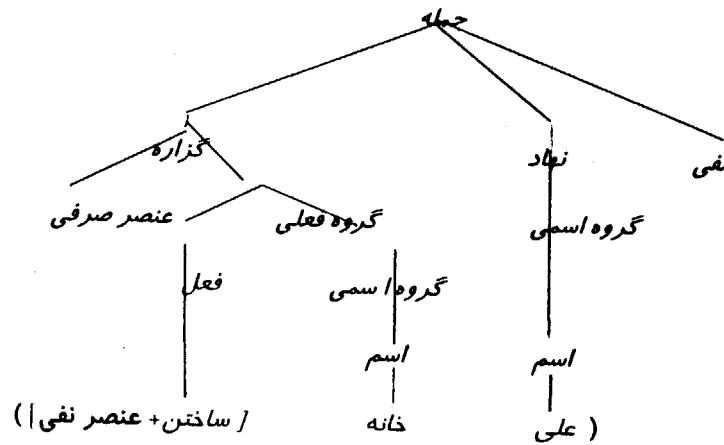 جمله
گزاره نهاد نفی
عنصر صرفی گروه فعلی گروه اسمی
فعل گروه اسمی
اسم اسم
( علی خانه [ ساختن + عنصر نفی ] )